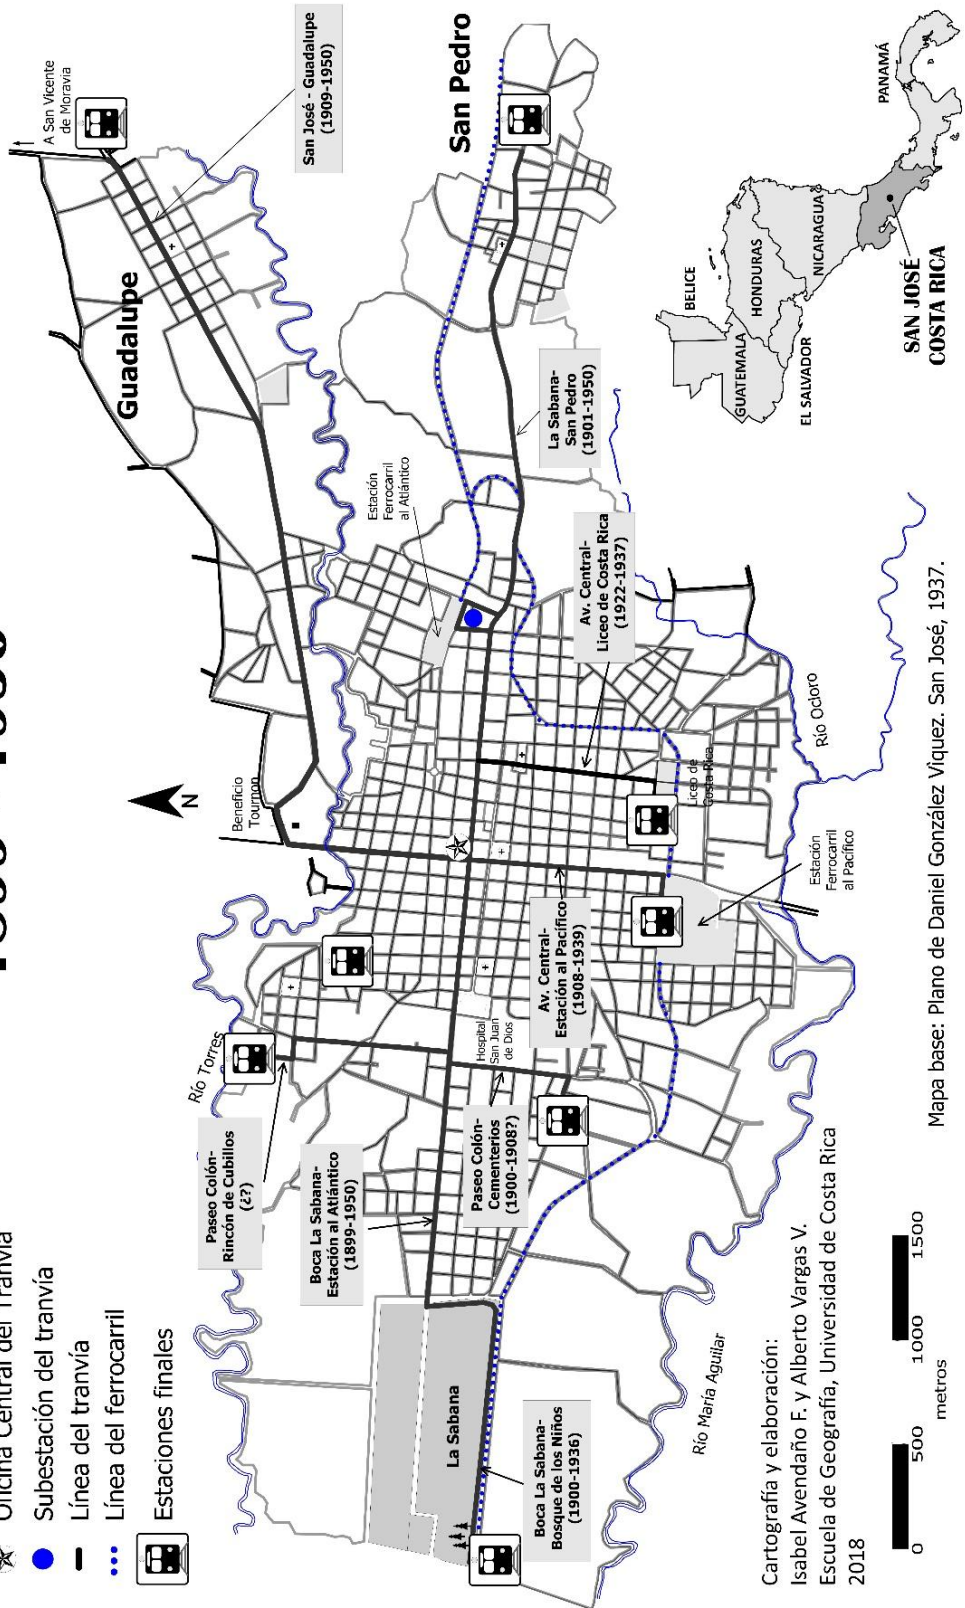 Oficina Central del Tranvía
Subestación del tranvía
Línea del tranvía
Línea del ferrocarril
Estaciones finales
N
A San Vicente
de Moravia
Guadalupe
San José - Guadalupe
(1909-1950)
San Pedro
Beneficio
Tournon
Estación
Ferrocarril
al Atlántico
La Sabana-
San Pedro
(1901-1950)
Río Torres
Paseo Colón-
Rincón de Cubillos
(¿?)
Boca La Sabana-
Estación al Atlántico
(1899-1950)
Hospital
San Juan
de Dios
Paseo Colón-
Cementerios
(1900-1908?)
Av. Central-
Estación al Pacífico
(1908-1939)
Av. Central-
Liceo de Costa Rica
(1922-1937)
Liceo de
Costa Rica
Estación
Ferrocarril
al Pacífico
Río Ocloro
La Sabana
Boca La Sabana-
Bosque de los Niños
(1900-1936)
Río María Aguilar
BELICE
GUATEMALA
HONDURAS
EL SALVADOR
NICARAGUA
PANAMÁ
SAN JOSÉ
COSTA RICA
Cartografía y elaboración:
Isabel Avendaño F. y Alberto Vargas V.
Escuela de Geografía, Universidad de Costa Rica
2018
0 500 1000 1500
metros
Mapa base: Plano de Daniel González Víquez. San José, 1937.